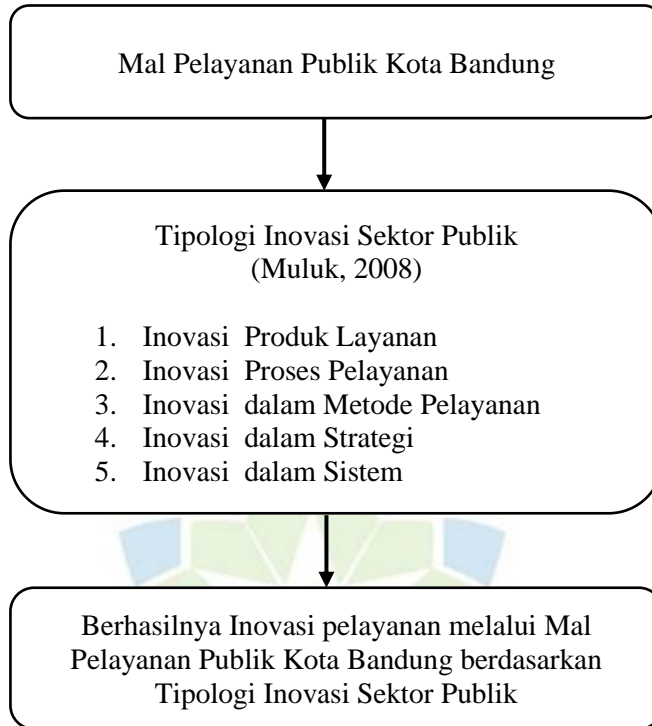 Mal Pelayanan Publik Kota Bandung
Tipologi Inovasi Sektor Publik
(Muluk, 2008)
1. Inovasi Produk Layanan
2. Inovasi Proses Pelayanan
3. Inovasi dalam Metode Pelayanan
4. Inovasi dalam Strategi
5. Inovasi dalam Sistem
Berhasilnya Inovasi pelayanan melalui Mal
Pelayanan Publik Kota Bandung berdasarkan
Tipologi Inovasi Sektor Publik